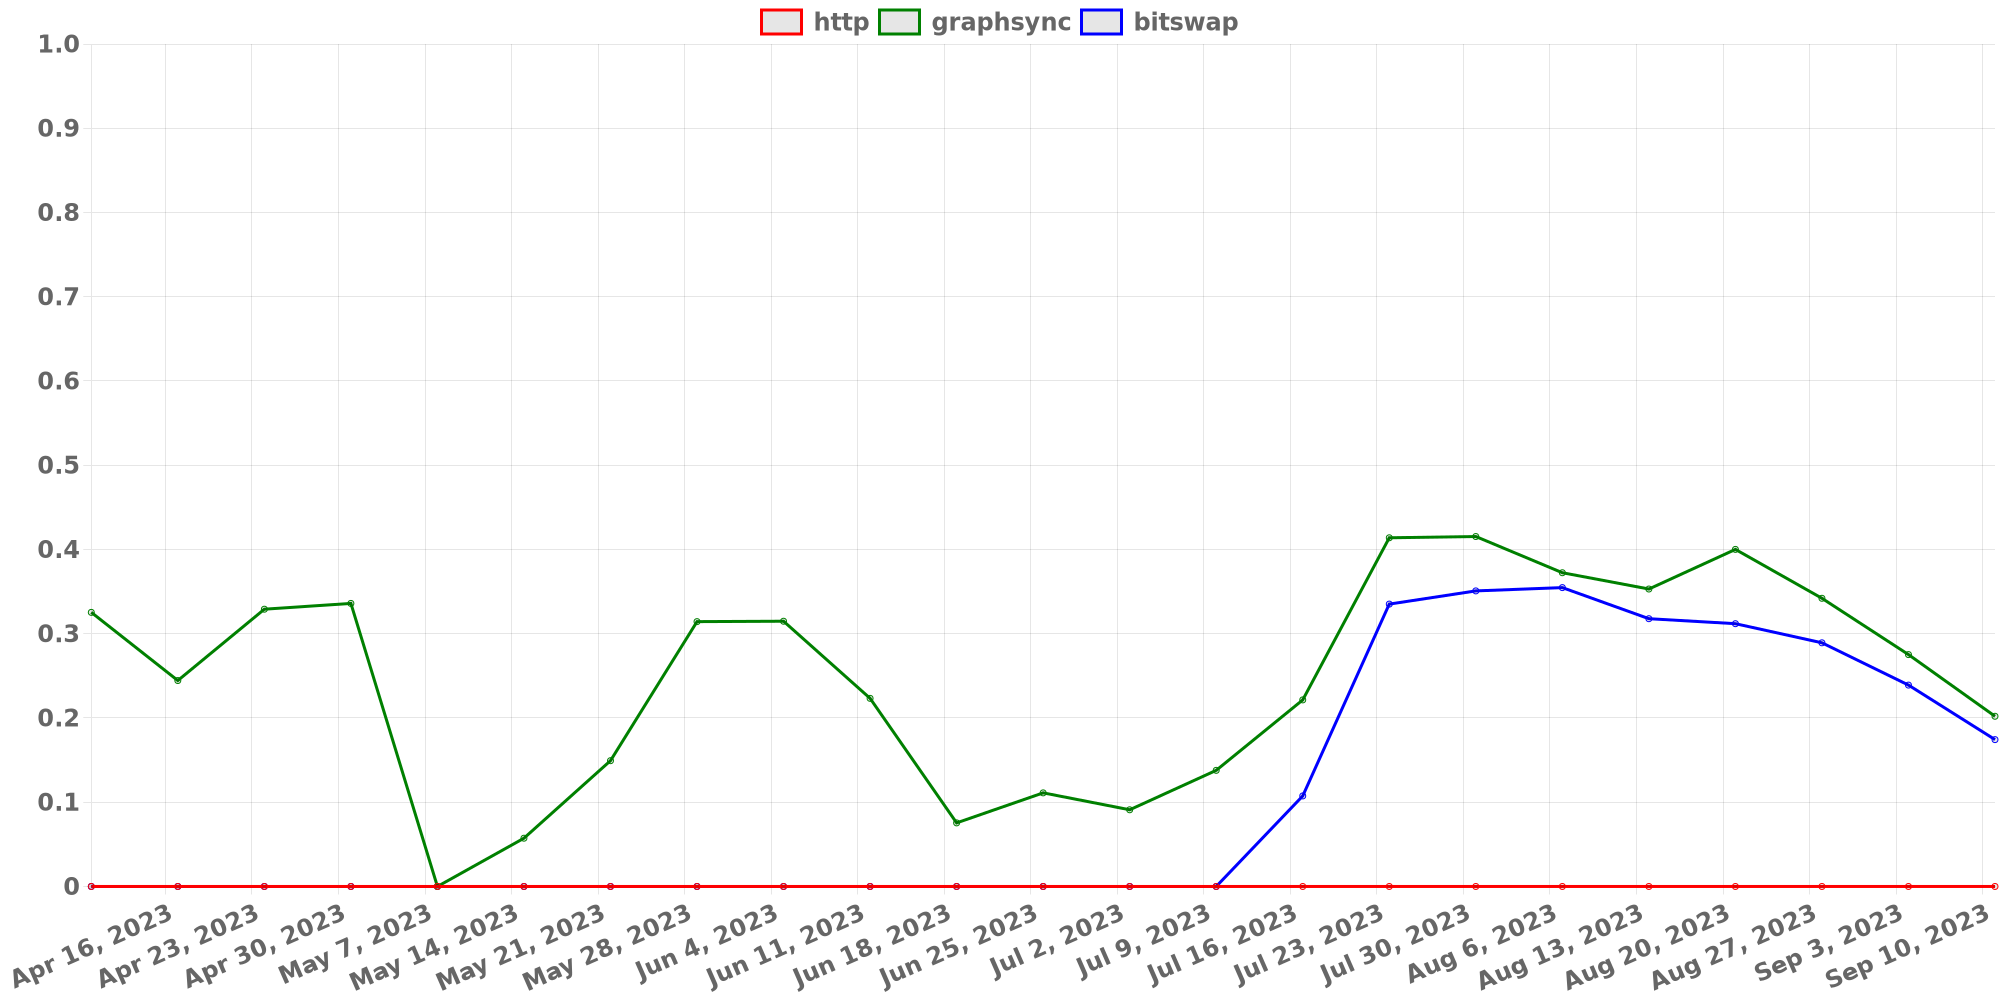 http graphsync bitswap
1.0
0.9
0.8
0.7
0.6
0.5
0.4
0.3
0.2
0.1
0
Apr 16, 2023
Apr 23, 2023
Apr 30, 2023
May 7, 2023
May 14, 2023
May 21, 2023
May 28, 2023
Jun 4, 2023
Jun 11, 2023
Jun 18, 2023
Jun 25, 2023
Jul 2, 2023
Jul 9, 2023
Jul 16, 2023
Jul 23, 2023
Jul 30, 2023
Aug 6, 2023
Aug 13, 2023
Aug 20, 2023
Aug 27, 2023
Sep 3, 2023
Sep 10, 2023